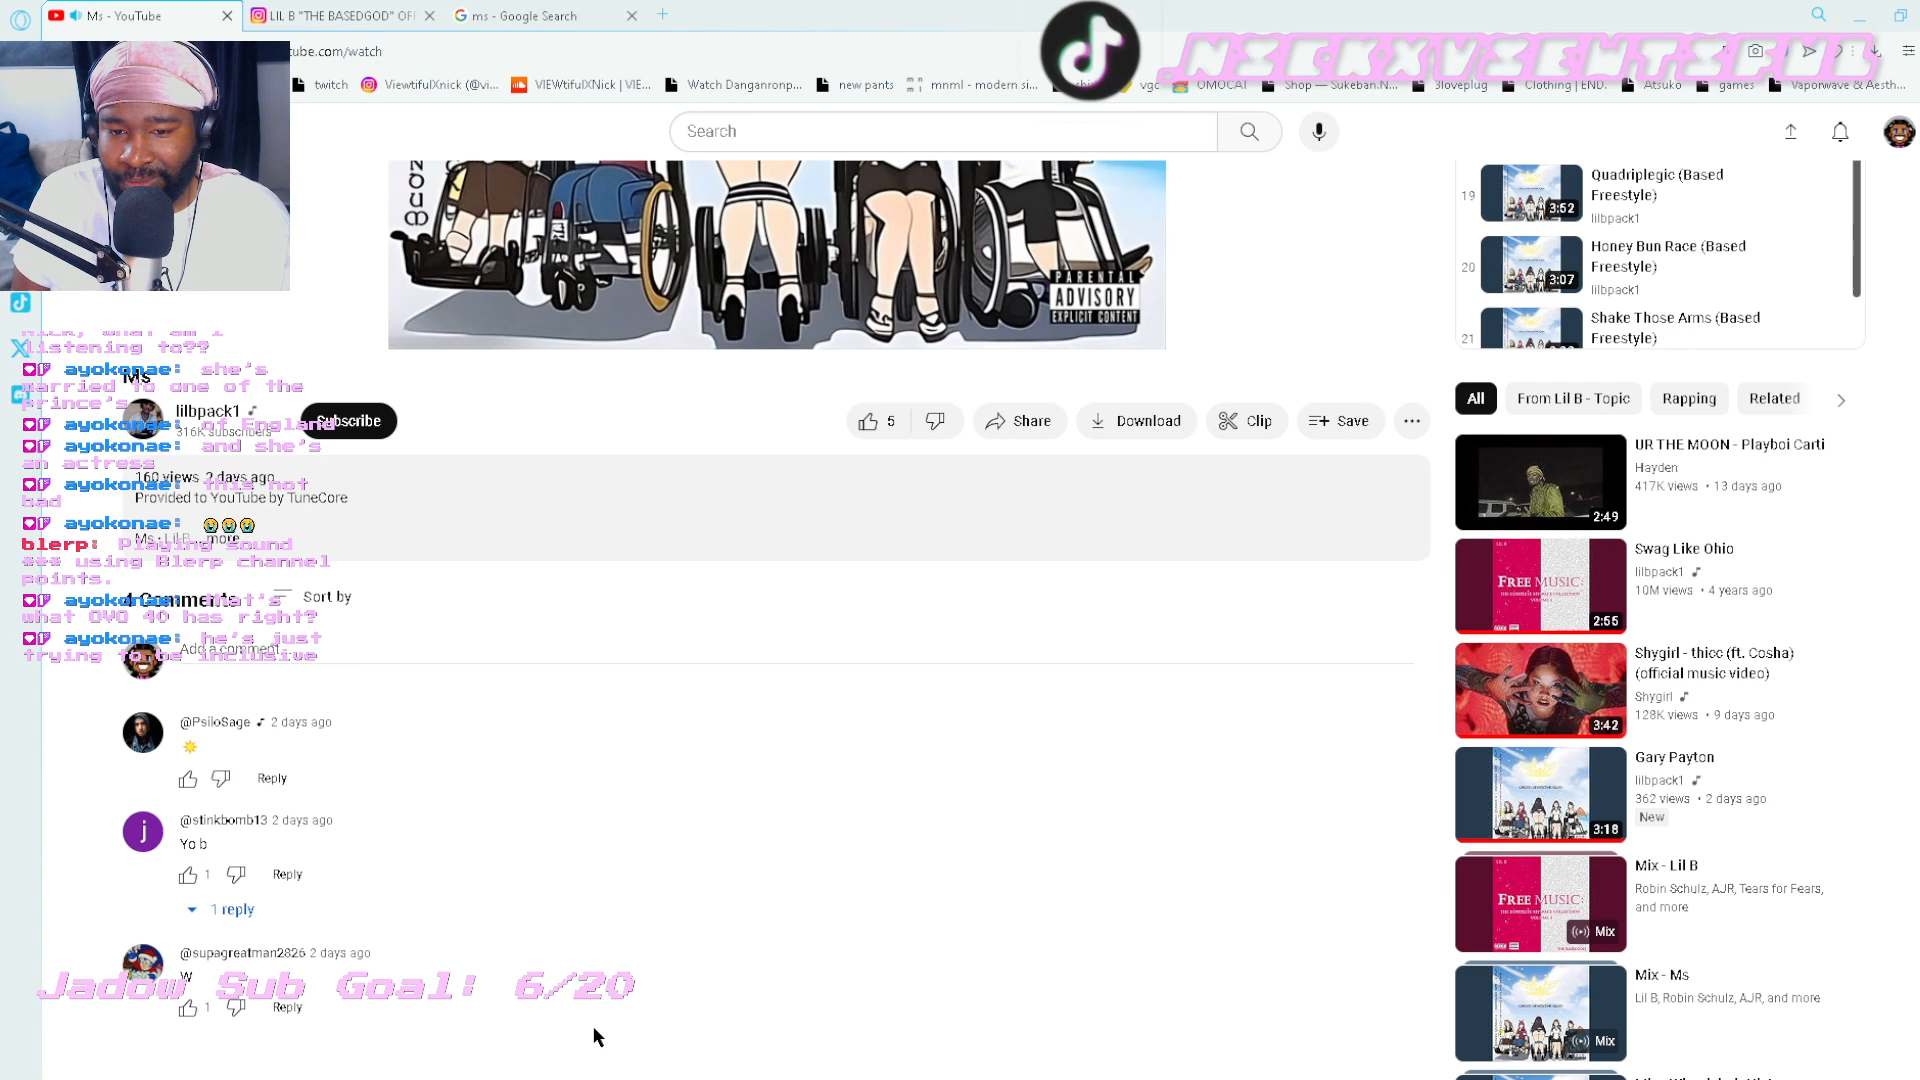 Ms - YouTube
LIL B "THE BASEDGOD" OFF
ms - Google Search
tube.com/watch
NICKXVIENTIFUL
twitch
ViewtifulXnick (@vi...
VIEWtifulXNick | VIE...
Watch Danganronp...
new pants
mnml - modern si...
vgc
OMOCAT
Shop — Sukeban.N...
3loveplug
Clothing | END.
Atsuko
games
Vaporwave & Aesth...
Search
PARENTAL
ADVISORY
EXPLICIT CONTENT
19
Quadriplegic (Based
Freestyle)
lilbpack1
3:52
20
Honey Bun Race (Based
Freestyle)
lilbpack1
3:07
21
Shake Those Arms (Based
Freestyle)
listening to??
ayokonae: she's
married to one of the
prince's
ayokonae: of England
ayokonae: and she's
an actress
ayokonae: this not
bad
ayokonae: 😭😭😭
blerp: Playing sound
*** using Blerp channel
points.
ayokonae: that's
what OVO 40 has right?
ayokonae: he's just
trying to be inclusive
Ms
lilbpack1
316K subscribers
Subscribe
5
Share
Download
Clip
Save
160 views 2 days ago
Provided to YouTube by TuneCore
Ms · Lil B ...more
4 Comments
Sort by
Add a comment...
@PsiloSage 2 days ago
Reply
j
@stinkbomb13 2 days ago
Yo b
1
Reply
1 reply
@supagreatman2826 2 days ago
W
1
Reply
Jadow Sub Goal: 6/20
All
From Lil B - Topic
Rapping
Related
UR THE MOON - Playboi Carti
Hayden
417K views • 13 days ago
2:49
Swag Like Ohio
lilbpack1
10M views • 4 years ago
FREE MUSIC:
2:55
Shygirl - thicc (ft. Cosha)
(official music video)
Shygirl
128K views • 9 days ago
3:42
Gary Payton
lilbpack1
362 views • 2 days ago
New
3:18
Mix - Lil B
Robin Schulz, AJR, Tears for Fears,
and more
FREE MUSIC:
Mix
Mix - Ms
Lil B, Robin Schulz, AJR, and more
Mix